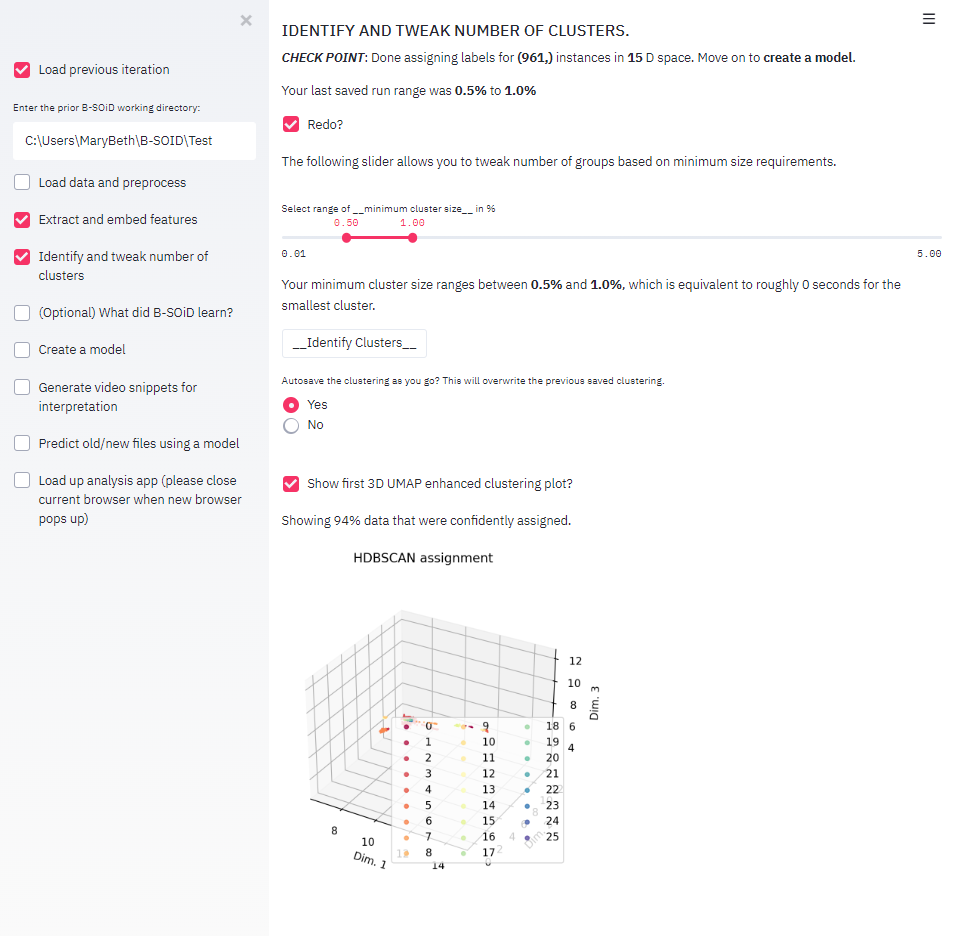 ×
Load previous iteration
Enter the prior B-SOiD working directory:
C:\Users\MaryBeth\B-SOID\Test
Load data and preprocess
Extract and embed features
Identify and tweak number of
clusters
(Optional) What did B-SOiD learn?
Create a model
Generate video snippets for
interpretation
Predict old/new files using a model
Load up analysis app (please close
current browser when new browser
pops up)
IDENTIFY AND TWEAK NUMBER OF CLUSTERS.
CHECK POINT: Done assigning labels for (961,) instances in 15 D space. Move on to create a model.
Your last saved run range was 0.5% to 1.0%
Redo?
The following slider allows you to tweak number of groups based on minimum size requirements.
Select range of __minimum cluster size__ in %
0.50 1.00
0.01 5.00
Your minimum cluster size ranges between 0.5% and 1.0%, which is equivalent to roughly 0 seconds for the
smallest cluster.
__Identify Clusters__
Autosave the clustering as you go? This will overwrite the previous saved clustering.
Yes
No
Show first 3D UMAP enhanced clustering plot?
Showing 94% data that were confidently assigned.
HDBSCAN assignment
12
10
8
6
4
Dim. 3
0 9 18
1 10 19
2 11 20
3 12 21
4 13 22
5 14 23
6 15 24
7 16 25
8 17
8
10
14
Dim. 1